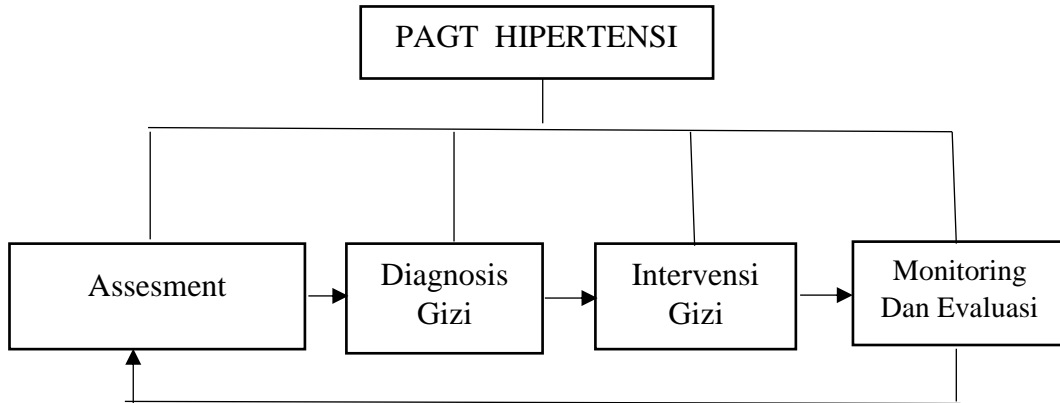 PAGT HIPERTENSI
Assesment
Diagnosis
Gizi
Intervensi
Gizi
Monitoring
Dan Evaluasi